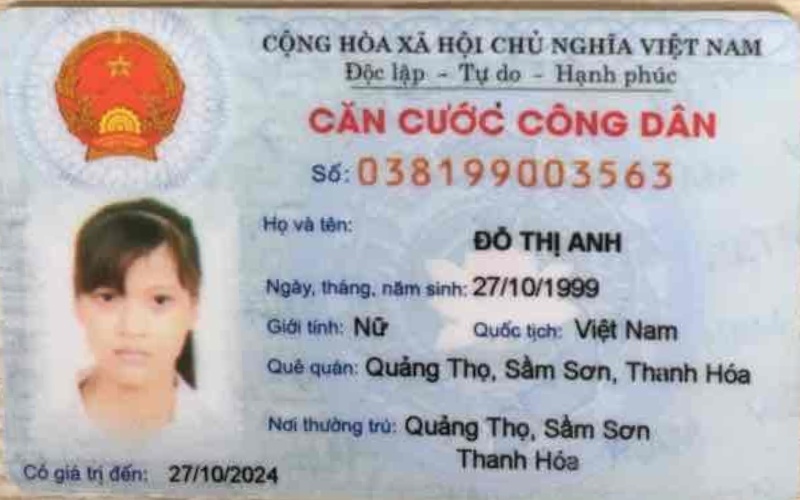 CỘNG HÒA XÃ HỘI CHỦ NGHĨA VIỆT NAM
Độc lập - Tự do - Hạnh phúc
CĂN CƯỚC CÔNG DÂN
Số: 038199003563
Họ và tên:
ĐỖ THỊ ANH
Ngày, tháng, năm sinh: 27/10/1999
Giới tính: Nữ Quốc tịch: Việt Nam
Quê quán: Quảng Thọ, Sầm Sơn, Thanh Hóa
Nơi thường trú: Quảng Thọ, Sầm Sơn
Thanh Hóa
Có giá trị đến: 27/10/2024